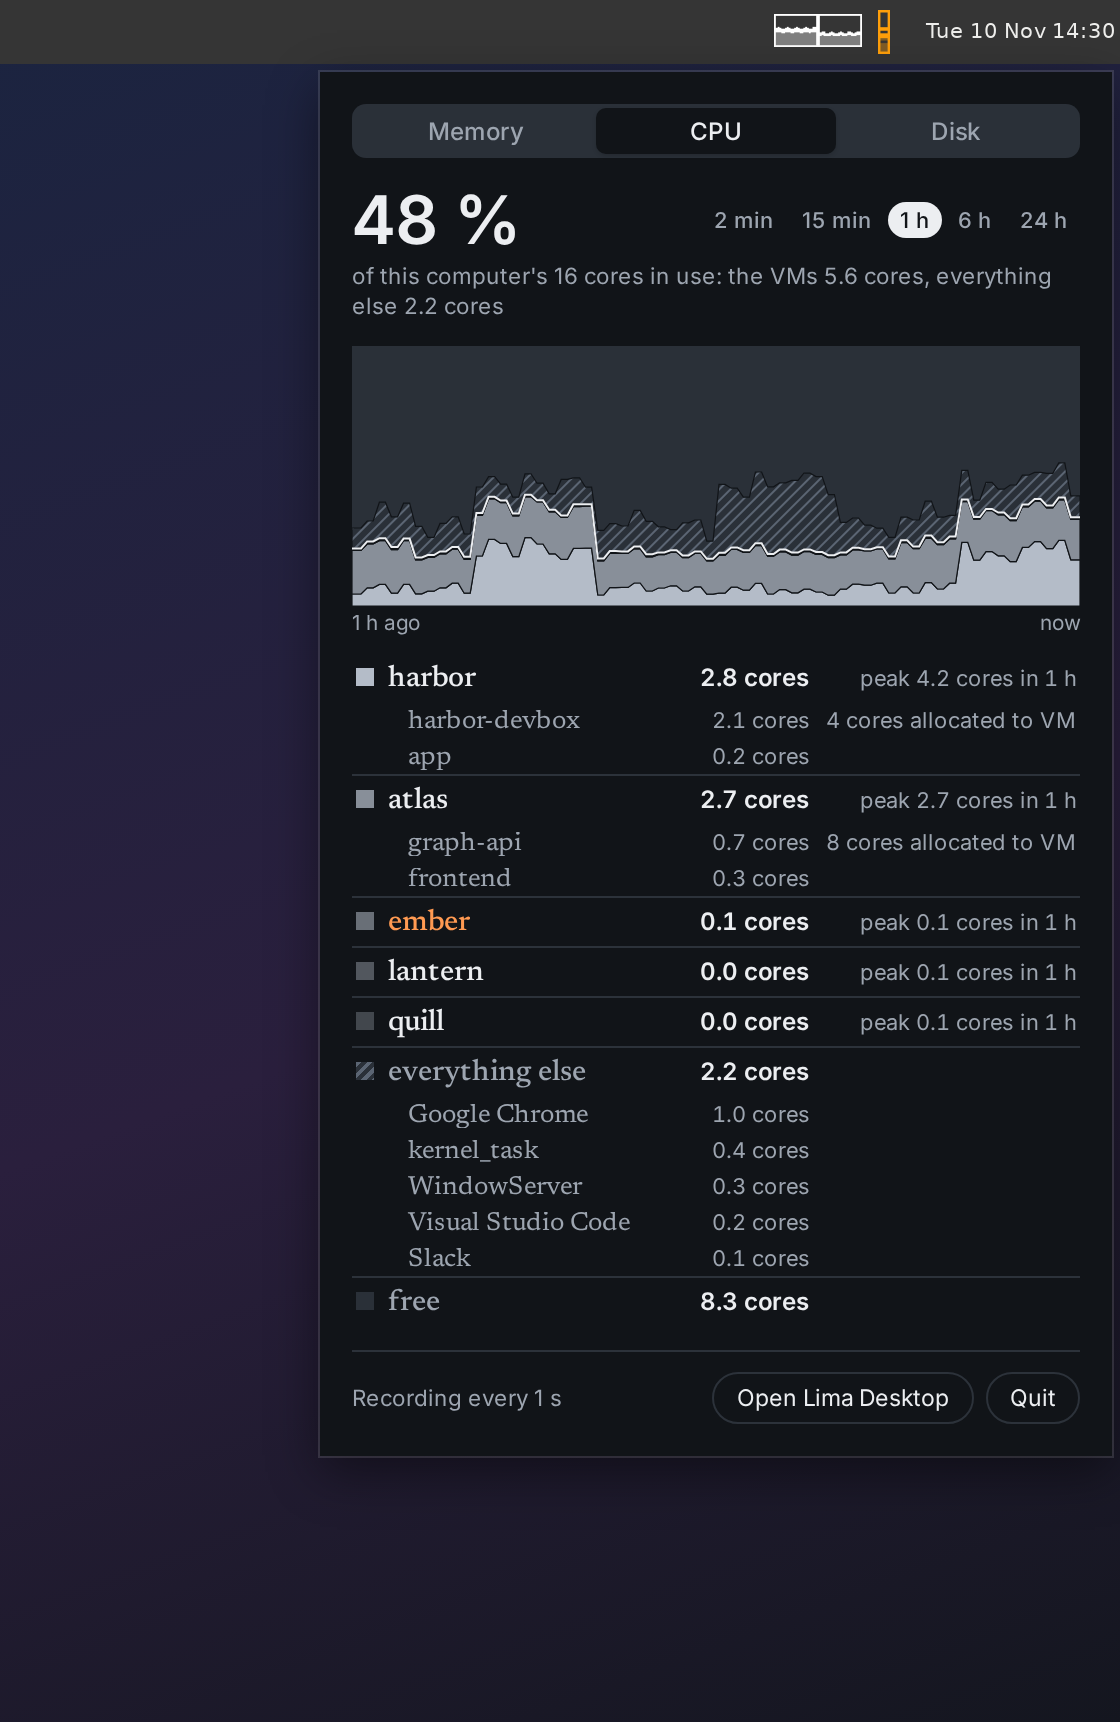 Tue 10 Nov 14:30
Memory CPU Disk
48 % 2 min 15 min 1 h 6 h 24 h
of this computer's 16 cores in use: the VMs 5.6 cores, everything
else 2.2 cores
1 h ago now
harbor 2.8 cores peak 4.2 cores in 1 h
harbor-devbox 2.1 cores 4 cores allocated to VM
app 0.2 cores
atlas 2.7 cores peak 2.7 cores in 1 h
graph-api 0.7 cores 8 cores allocated to VM
frontend 0.3 cores
ember 0.1 cores peak 0.1 cores in 1 h
lantern 0.0 cores peak 0.1 cores in 1 h
quill 0.0 cores peak 0.1 cores in 1 h
everything else 2.2 cores
Google Chrome 1.0 cores
kernel_task 0.4 cores
WindowServer 0.3 cores
Visual Studio Code 0.2 cores
Slack 0.1 cores
free 8.3 cores
Recording every 1 s Open Lima Desktop Quit